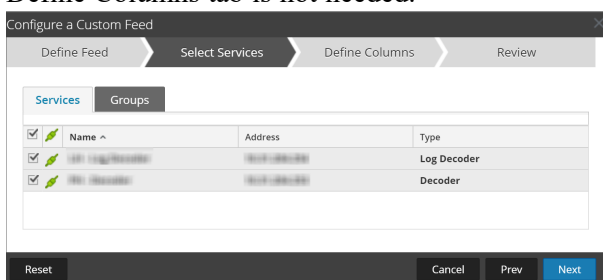 Define Columns tab is not needed.
Configure a Custom Feed
Define Feed Select Services Define Columns Review
Services Groups
Name Address Type
Log Decoder
Decoder
Reset Cancel Prev Next